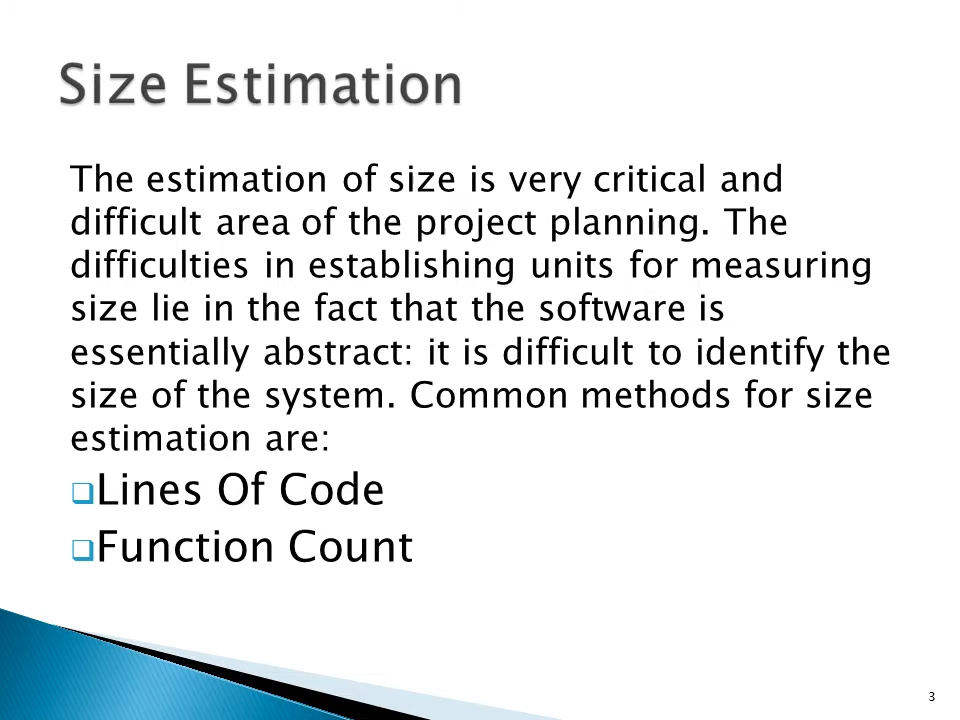 Size Estimation
The estimation of size is very critical and
difficult area of the project planning. The
difficulties in establishing units for measuring
size lie in the fact that the software is
essentially abstract: it is difficult to identify the
size of the system. Common methods for size
estimation are:
Lines Of Code
Function Count
3